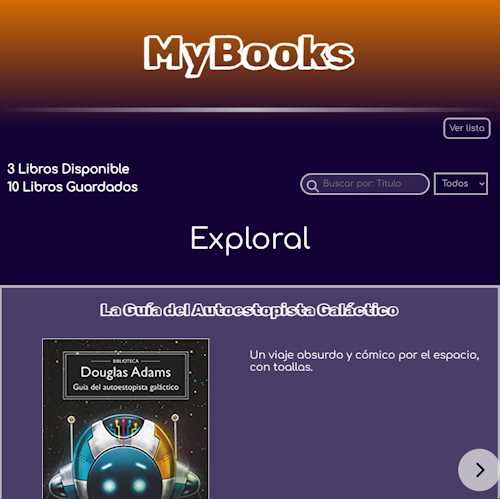 MyBooks
Ver lista
3 Libros Disponible
10 Libros Guardados
Buscar por: Titulo
Todos
Exploral
La Guía del Autoestopista Galáctico
BIBLIOTECA
Douglas Adams
Guía del autoestopista galáctico
Un viaje absurdo y cómico por el espacio,
con toallas.